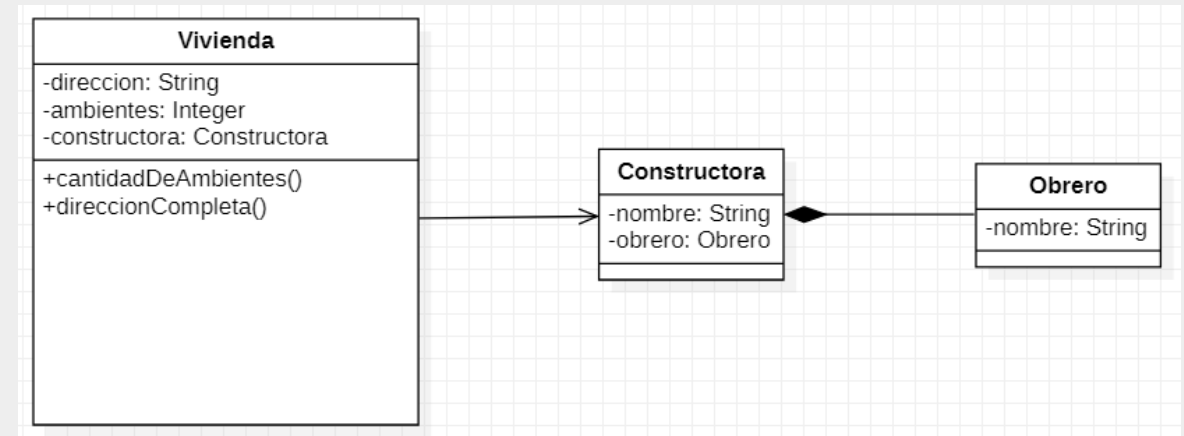 Vivienda
-direccion: String
-ambientes: Integer
-constructora: Constructora
+cantidadDeAmbientes()
+direccionCompleta()
Constructora
-nombre: String
-obrero: Obrero
Obrero
-nombre: String